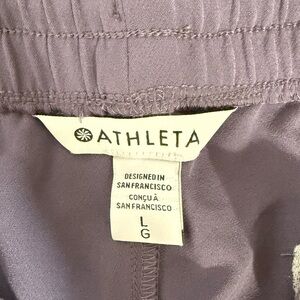 ATHLETA
DESIGNED IN
SAN FRANCISCO
CONÇU À
SAN FRANCISCO
L
G